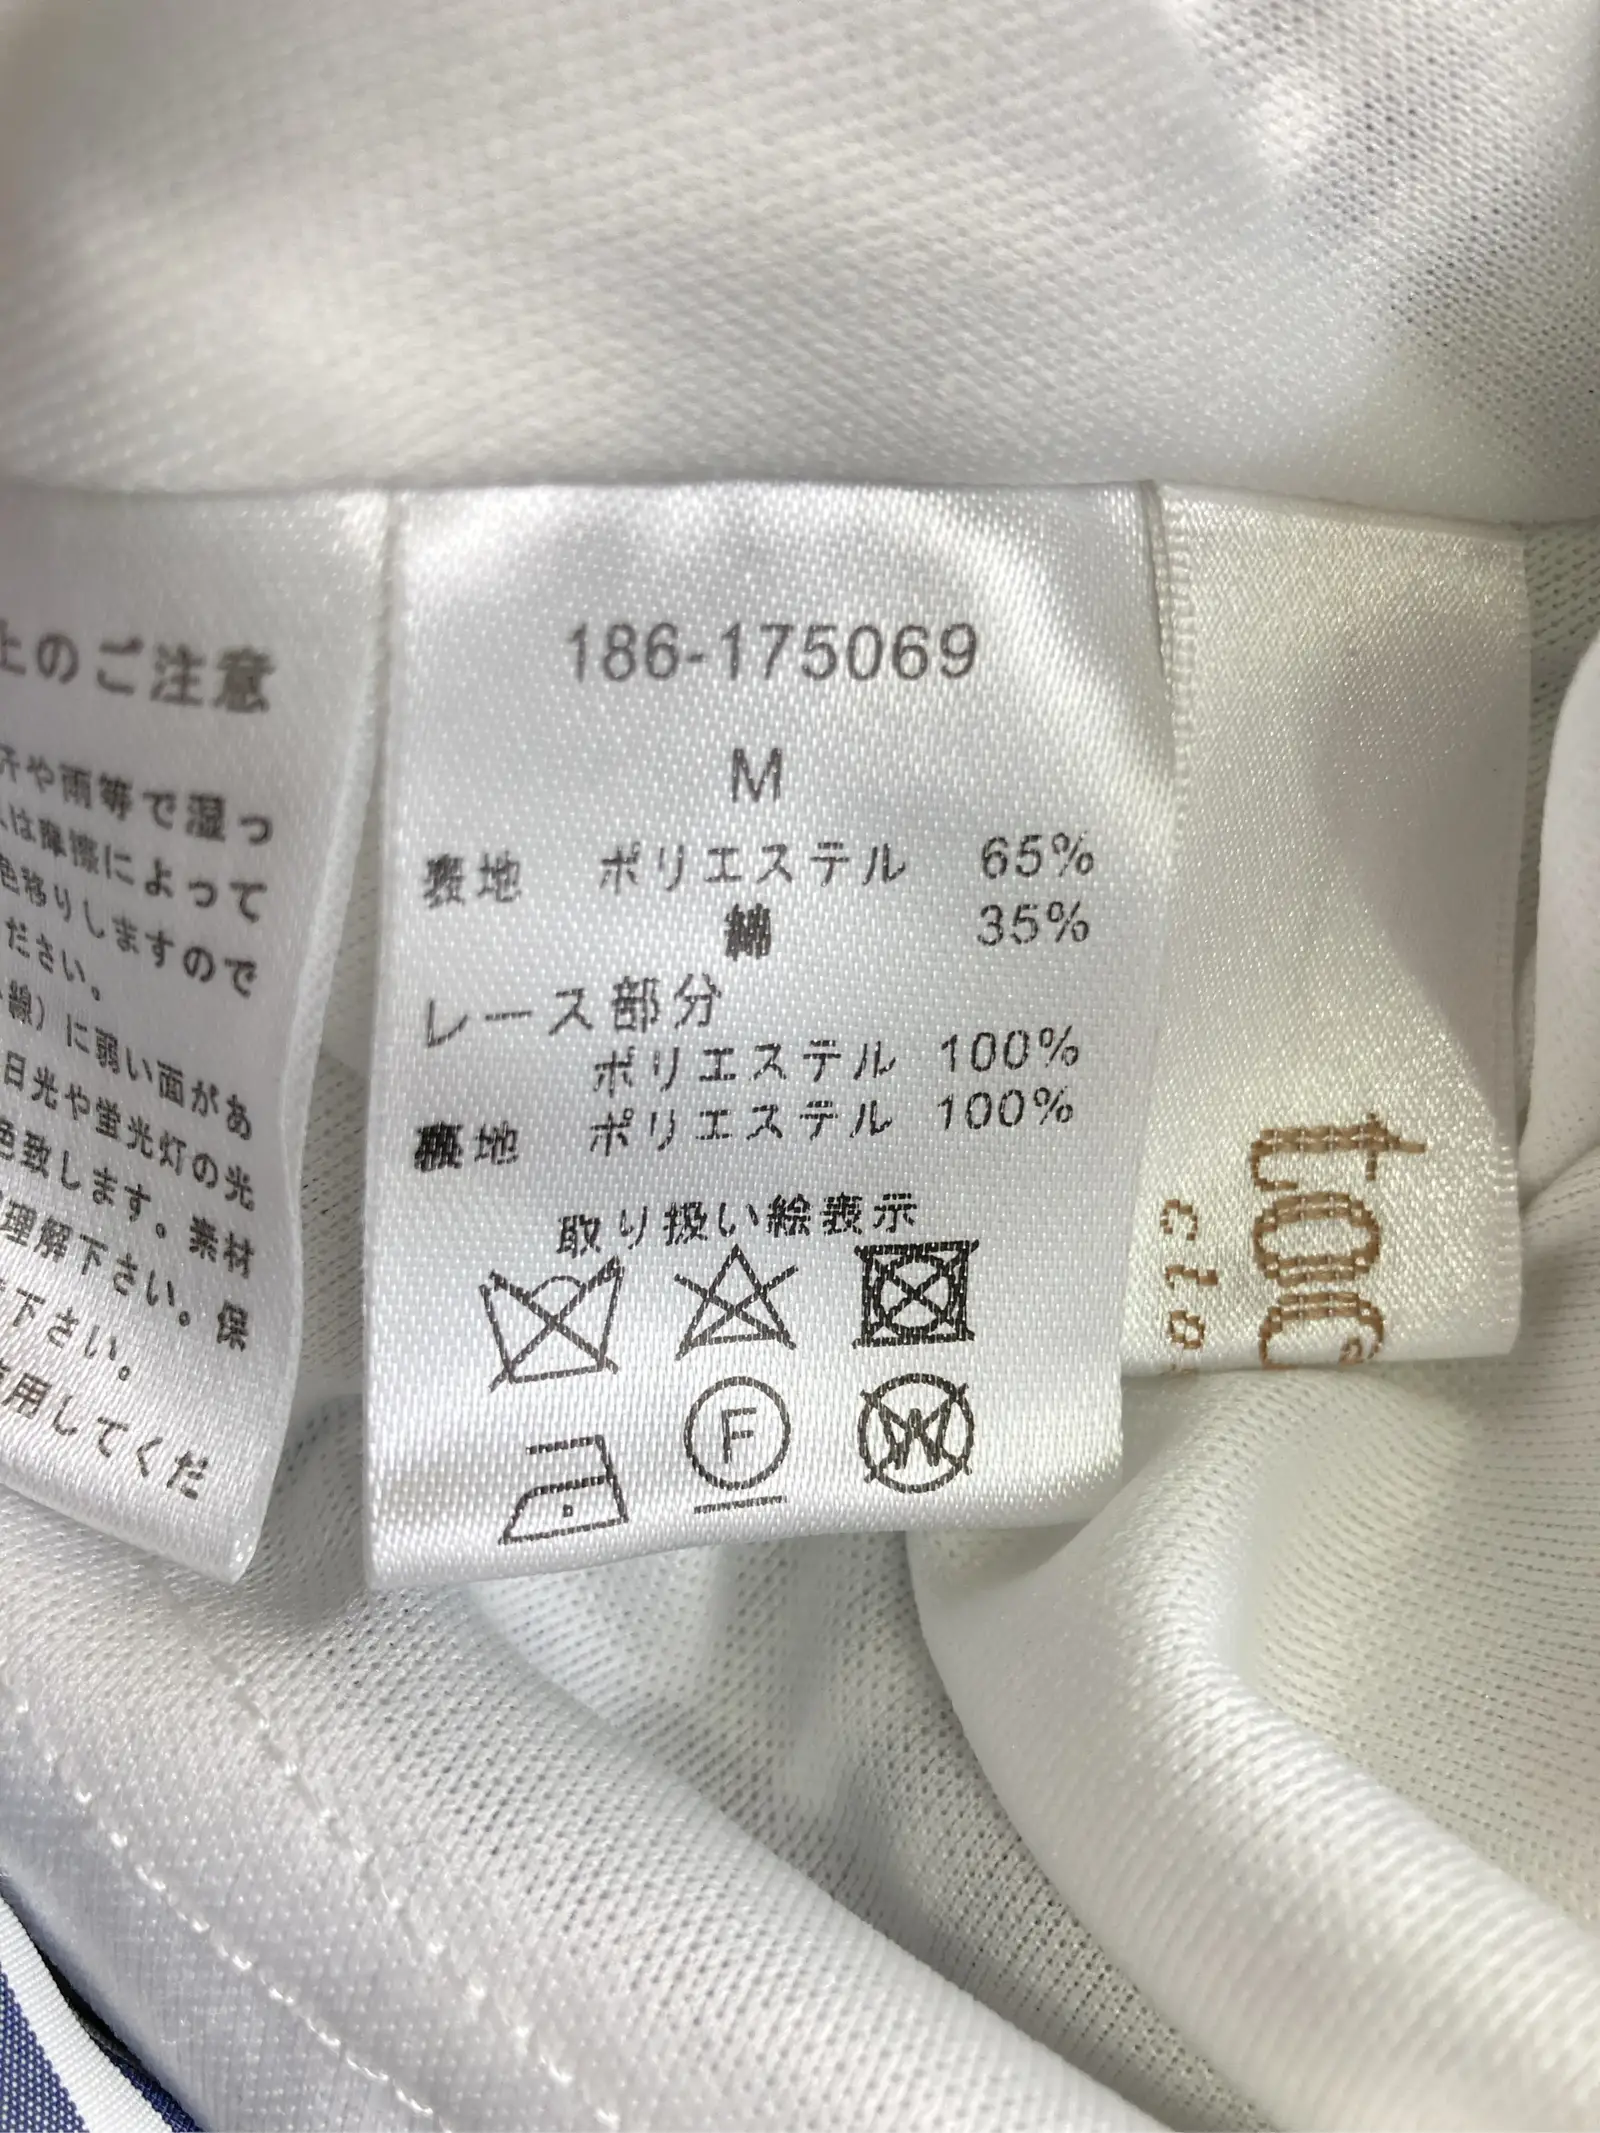 上のご注意
汗や雨等で湿っ
は摩擦によって
色移りしますので
ださい。
線)に弱い面があ
日光や蛍光灯の光
色致します。素材
理解下さい。保
下さい。
着用してくだ
186-175069
M
表地 ポリエステル 65%
綿 35%
レース部分
ポリエステル 100%
裏地 ポリエステル 100%
取り扱い絵表示
F
W
toc